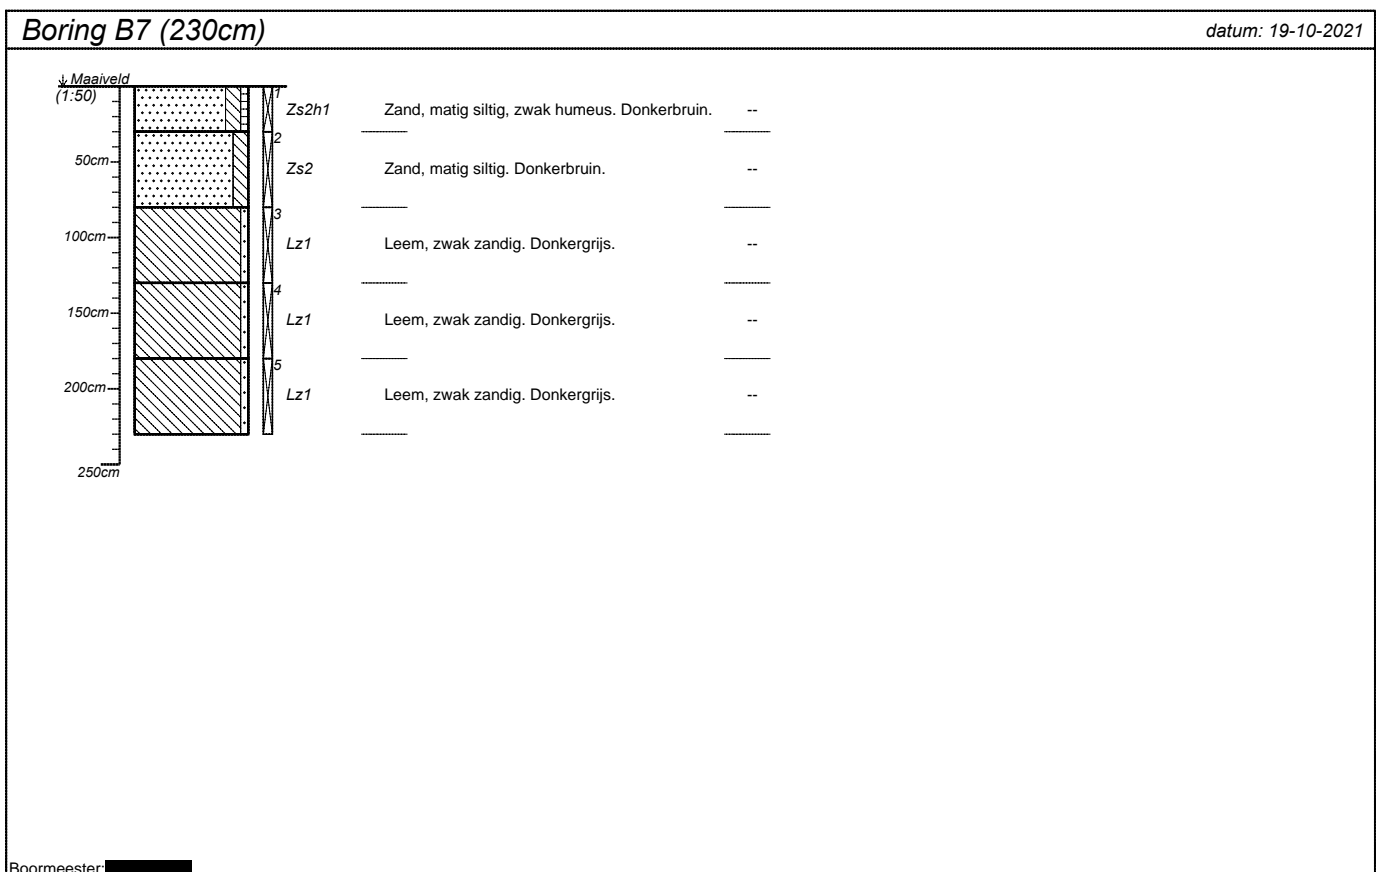 Boring B7 (230cm) datum: 19-10-2021
Maaiveld
(1:50)
1
Zs2h1 Zand, matig siltig, zwak humeus. Donkerbruin. --
2
50cm Zs2 Zand, matig siltig. Donkerbruin. --
3
100cm Lz1 Leem, zwak zandig. Donkergrijs. --
4
150cm Lz1 Leem, zwak zandig. Donkergrijs. --
5
200cm Lz1 Leem, zwak zandig. Donkergrijs. --
250cm
Boormeester: